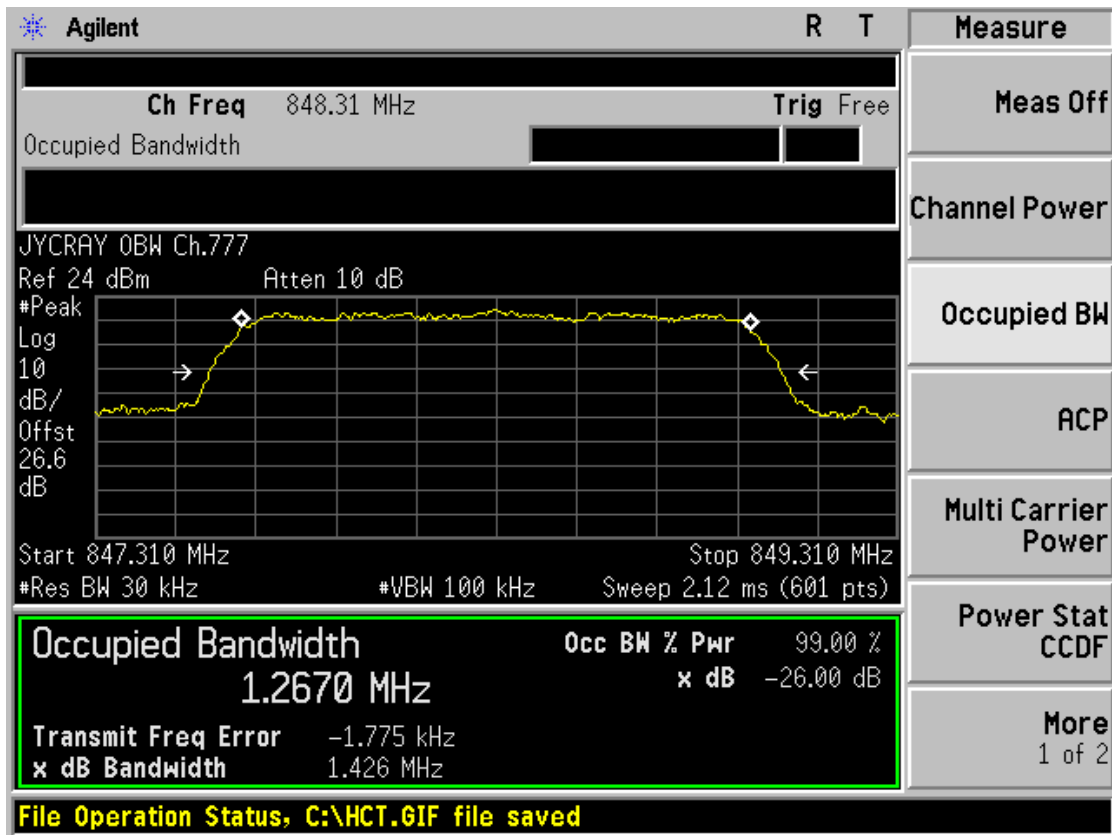 Agilent R T Measure
Ch Freq 848.31 MHz Trig Free
Occupied Bandwidth
Meas Off
Channel Power
Occupied BW
ACP
Multi Carrier
Power
Power Stat
CCDF
More
1 of 2
JYCRAY OBW Ch.777
Ref 24 dBm Atten 10 dB
#Peak
Log
10
dB/
Offst
26.6
dB
Start 847.310 MHz Stop 849.310 MHz
#Res BW 30 kHz #VBW 100 kHz Sweep 2.12 ms (601 pts)
Occupied Bandwidth Occ BW % Pwr 99.00 %
1.2670 MHz x dB -26.00 dB
Transmit Freq Error -1.775 kHz
x dB Bandwidth 1.426 MHz
File Operation Status, C:\HCT.GIF file saved